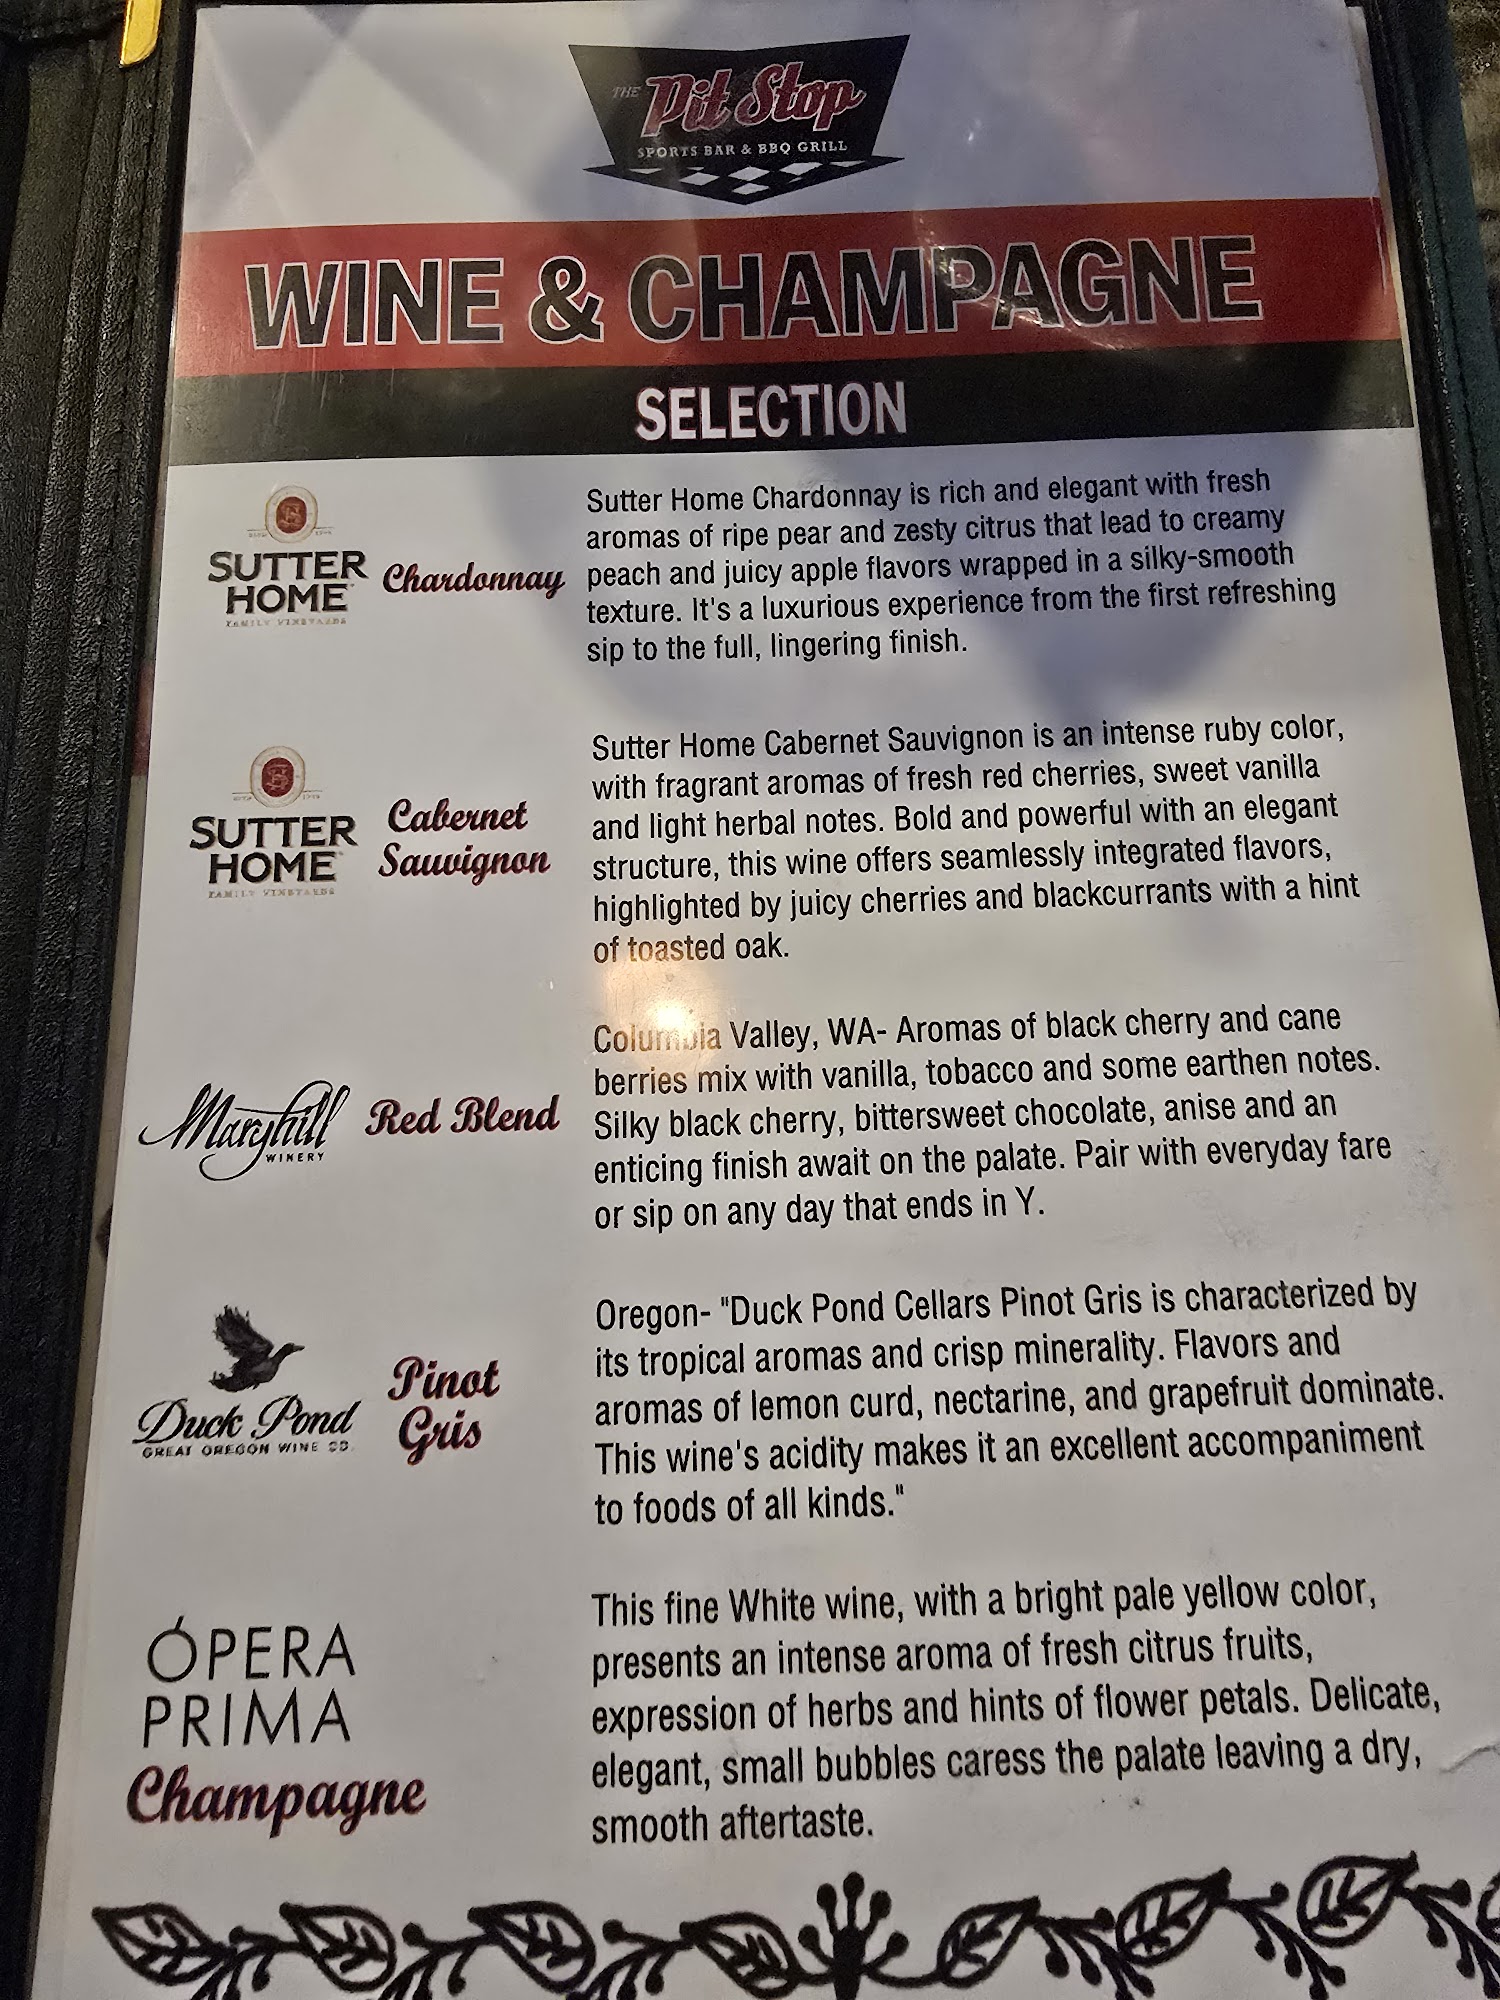 THE Pit Stop
SPORTS BAR & BBQ GRILL
WINE & CHAMPAGNE
SELECTION
SUTTER
HOME
FAMILY VINEYARDS
Chardonnay
Sutter Home Chardonnay is rich and elegant with fresh
aromas of ripe pear and zesty citrus that lead to creamy
peach and juicy apple flavors wrapped in a silky-smooth
texture. It's a luxurious experience from the first refreshing
sip to the full, lingering finish.
SUTTER
HOME
FAMILY VINEYARDS
Cabernet
Sauvignon
Sutter Home Cabernet Sauvignon is an intense ruby color,
with fragrant aromas of fresh red cherries, sweet vanilla
and light herbal notes. Bold and powerful with an elegant
structure, this wine offers seamlessly integrated flavors,
highlighted by juicy cherries and blackcurrants with a hint
of toasted oak.
Maryhill
WINERY
Red Blend
Columbia Valley, WA- Aromas of black cherry and cane
berries mix with vanilla, tobacco and some earthen notes.
Silky black cherry, bittersweet chocolate, anise and an
enticing finish await on the palate. Pair with everyday fare
or sip on any day that ends in Y.
Duck Pond
GREAT OREGON WINE CO.
Pinot
Gris
Oregon- "Duck Pond Cellars Pinot Gris is characterized by
its tropical aromas and crisp minerality. Flavors and
aromas of lemon curd, nectarine, and grapefruit dominate.
This wine's acidity makes it an excellent accompaniment
to foods of all kinds."
ÓPERA
PRIMA
Champagne
This fine White wine, with a bright pale yellow color,
presents an intense aroma of fresh citrus fruits,
expression of herbs and hints of flower petals. Delicate,
elegant, small bubbles caress the palate leaving a dry,
smooth aftertaste.